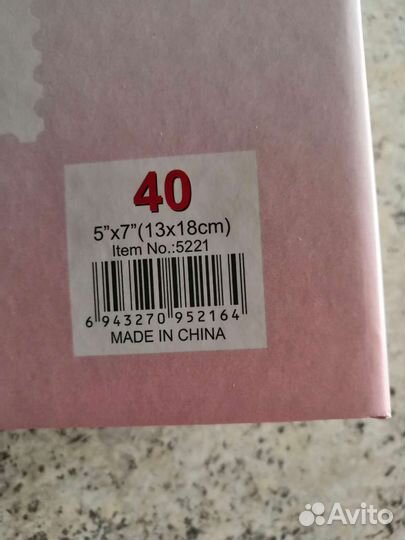 40
5"x7"(13x18cm)
Item No.:5221
6 943270 952164
MADE IN CHINA
Avito